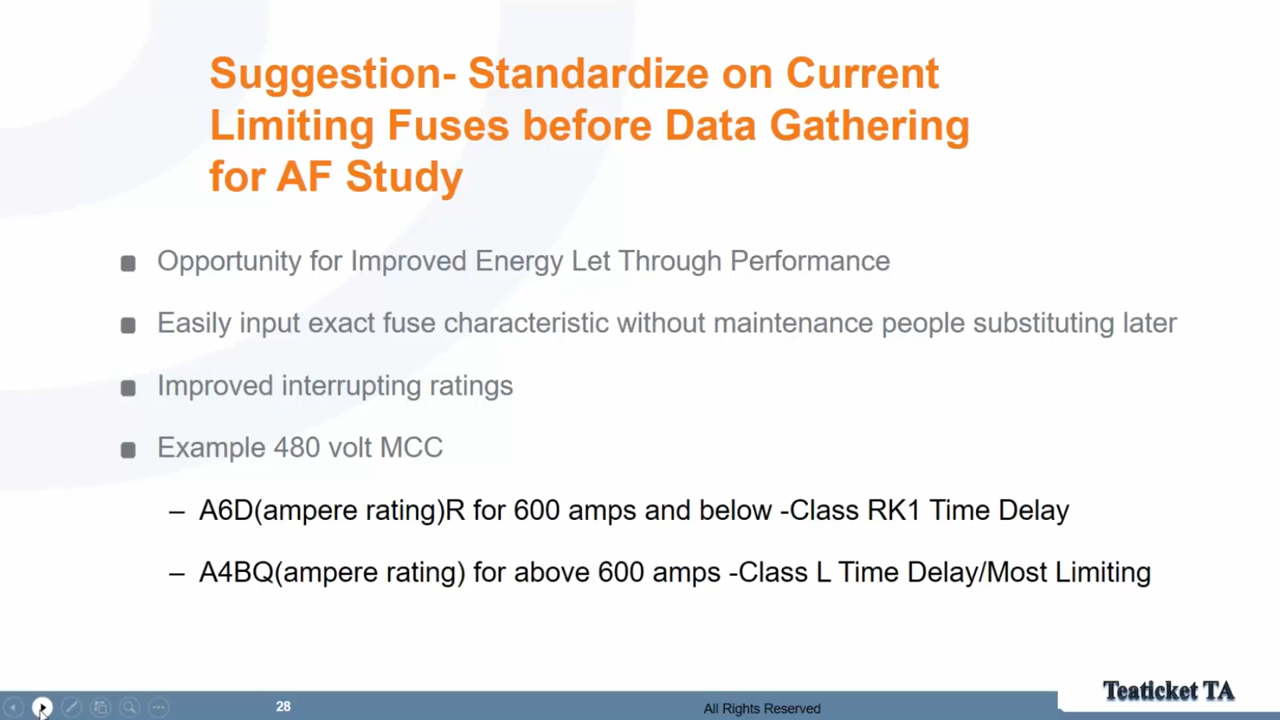 Suggestion- Standardize on Current
Limiting Fuses before Data Gathering
for AF Study
Opportunity for Improved Energy Let Through Performance
Easily input exact fuse characteristic without maintenance people substituting later
Improved interrupting ratings
Example 480 volt MCC
– A6D(ampere rating)R for 600 amps and below -Class RK1 Time Delay
– A4BQ(ampere rating) for above 600 amps -Class L Time Delay/Most Limiting
28
All Rights Reserved
Teaticket TA